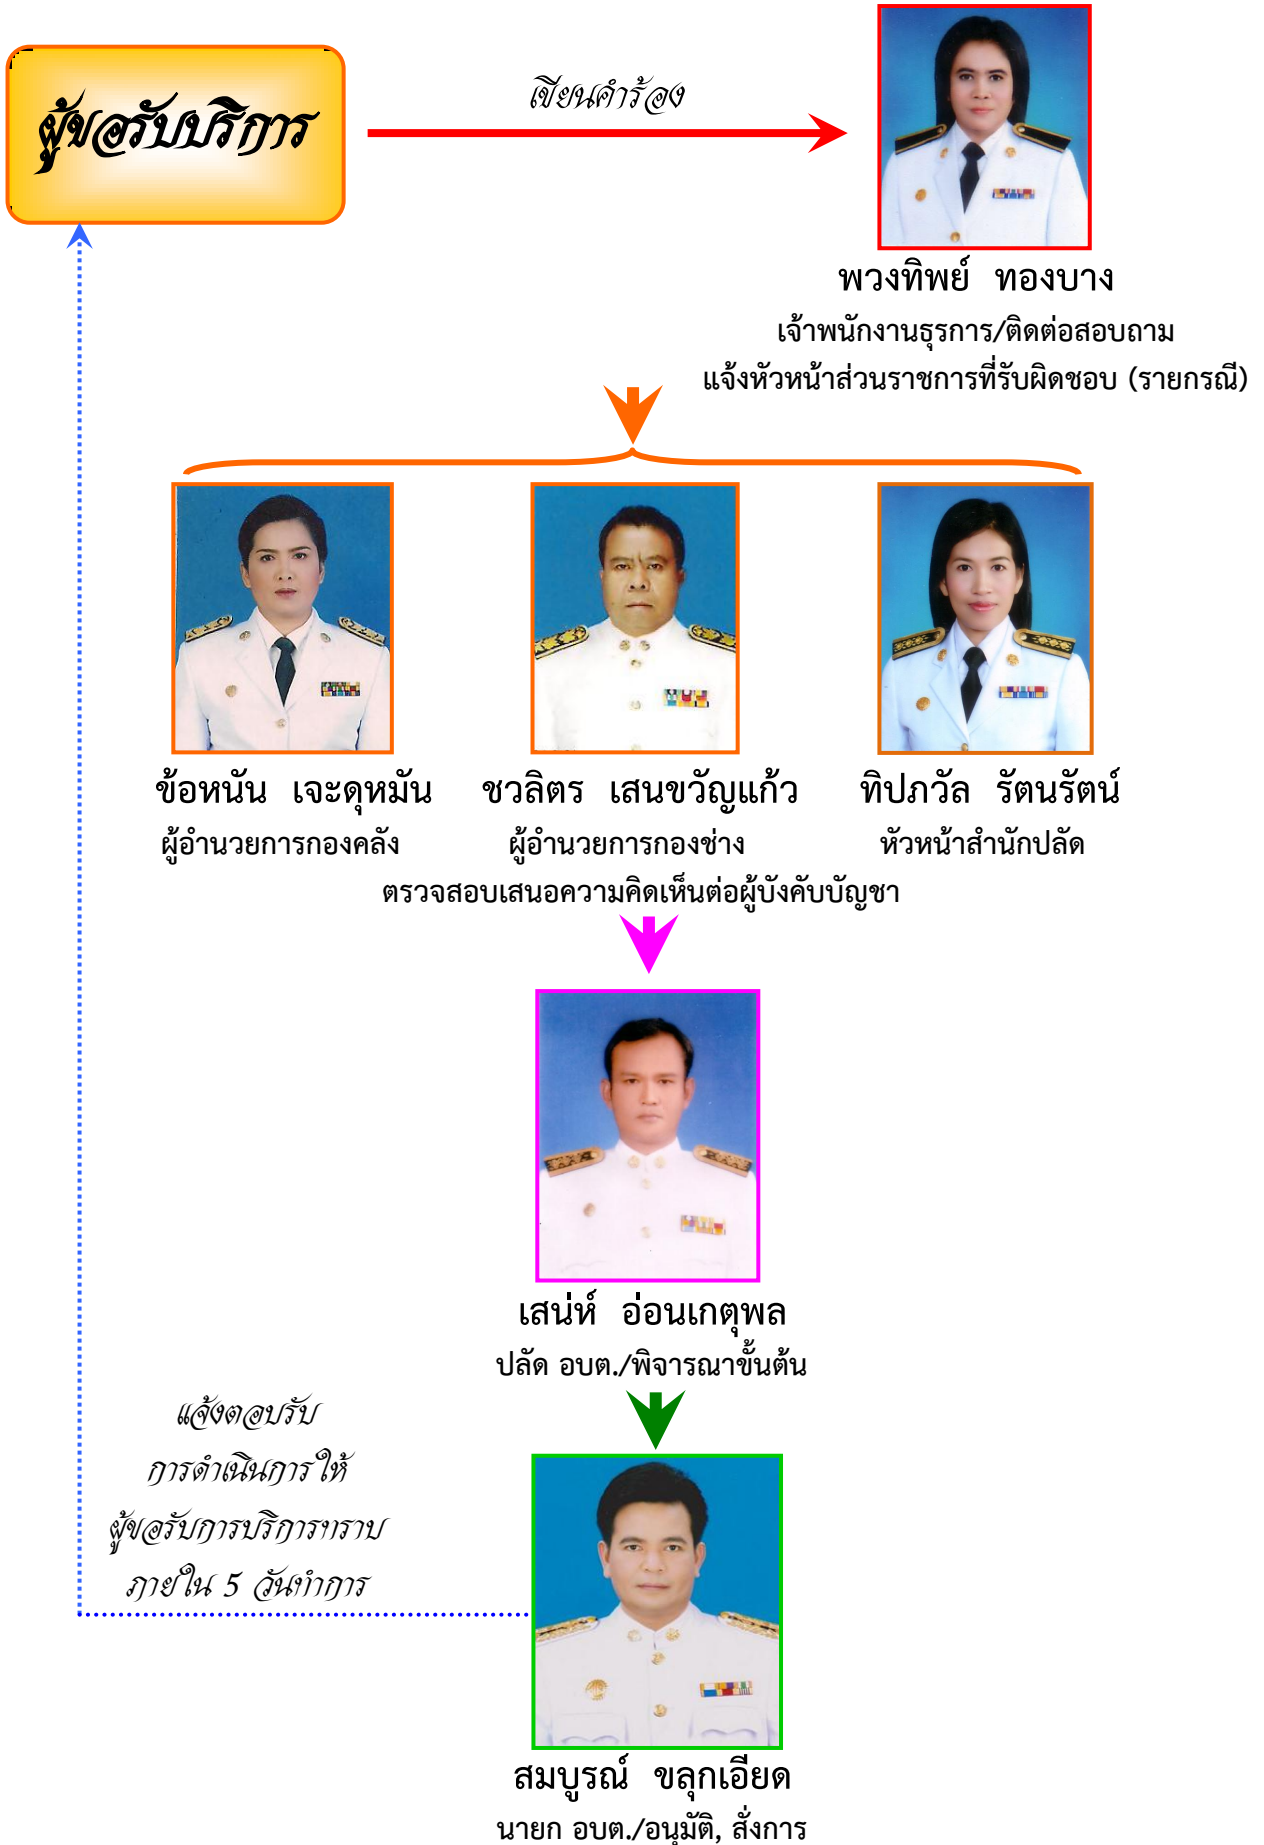 ผู้ขอรับบริการ
เขียนคำร้อง
พวงทิพย์ ทองบาง
เจ้าพนักงานธุรการ/ติดต่อสอบถาม
แจ้งหัวหน้าส่วนราชการที่รับผิดชอบ (รายกรณี)
ข้อหนัน เจะดุหมัน
ผู้อำนวยการกองคลัง
ชวลิตร เสนขวัญแก้ว
ผู้อำนวยการกองช่าง
ทิปภวัล รัตนรัตน์
หัวหน้าสำนักปลัด
ตรวจสอบเสนอความคิดเห็นต่อผู้บังคับบัญชา
เสน่ห์ อ่อนเกตุพล
ปลัด อบต./พิจารณาขั้นต้น
แจ้งตอบรับ
การดำเนินการให้
ผู้ขอรับการบริการทราบ
ภายใน 5 วันทำการ
สมบูรณ์ ขลุกเอียด
นายก อบต./อนุมัติ, สั่งการ